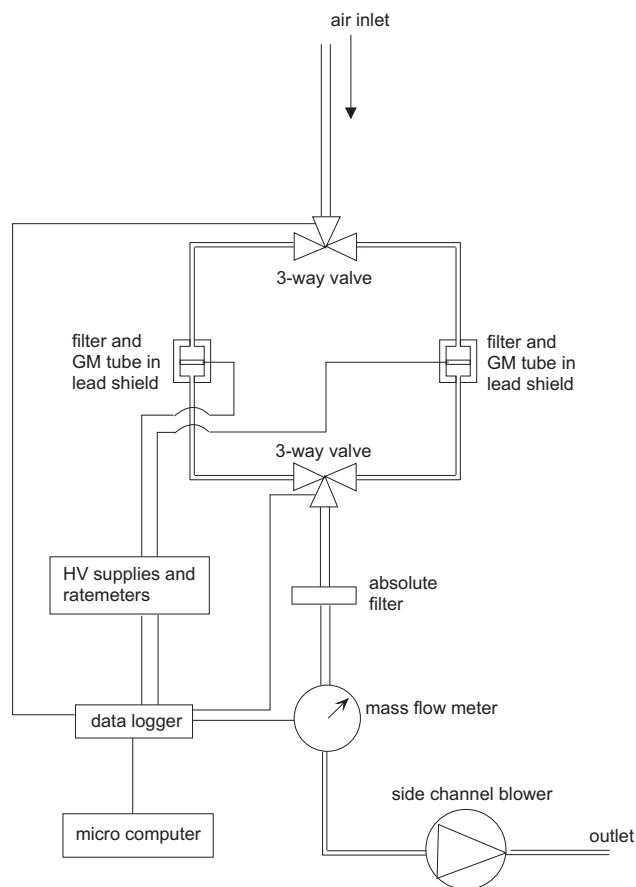 air inlet
3-way valve
filter and
GM tube in
lead shield
filter and
GM tube in
lead shield
3-way valve
HV supplies and
ratemeters
absolute
filter
data logger
mass flow meter
side channel blower
micro computer
outlet